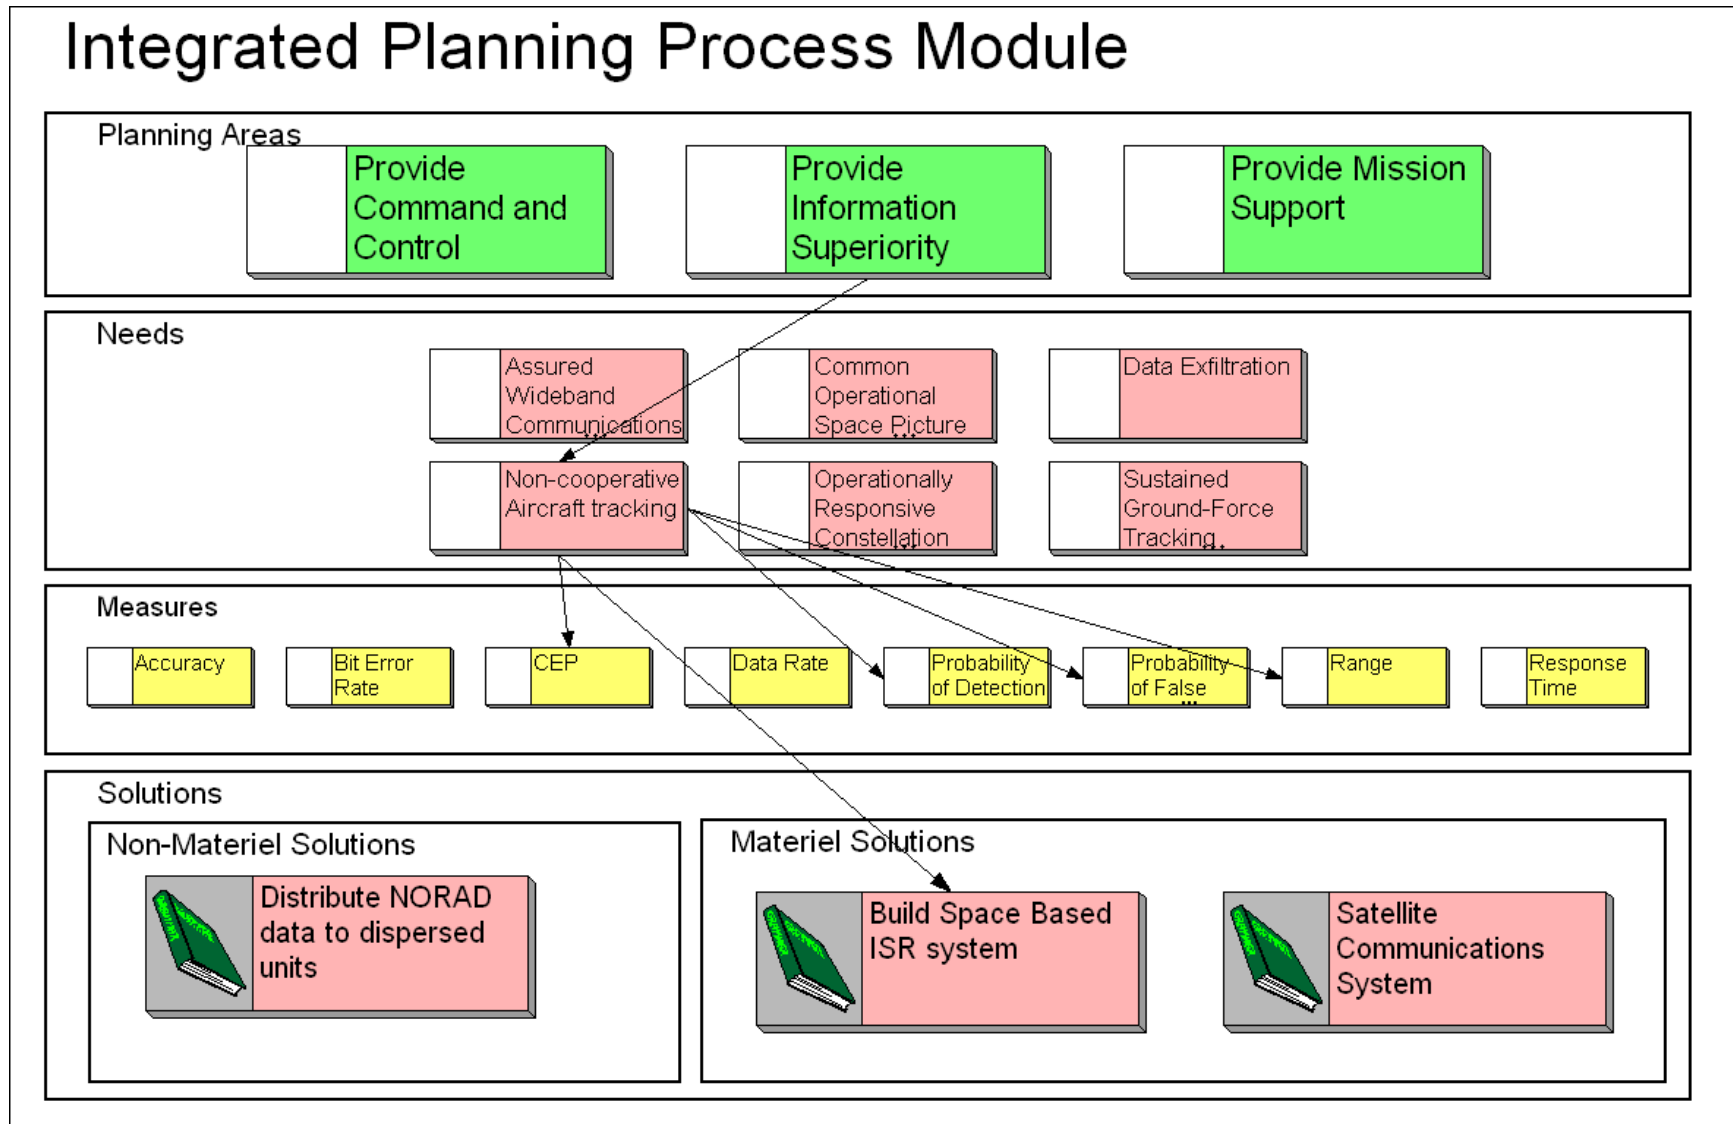 Integrated Planning Process Module
Planning Areas
Provide
Command and
Control
Provide
Information
Superiority
Provide Mission
Support
Needs
Assured
Wideband
Communications
...
Common
Operational
Space Picture
...
Data Exfiltration
Non-cooperative
Aircraft tracking
Operationally
Responsive
Constellation
...
Sustained
Ground-Force
Tracking
...
Measures
Accuracy
Bit Error
Rate
CEP
Data Rate
Probability
of Detection
Probability
of False
...
Range
Response
Time
Solutions
Non-Materiel Solutions
Distribute NORAD
data to dispersed
units
Materiel Solutions
Build Space Based
ISR system
Satellite
Communications
System